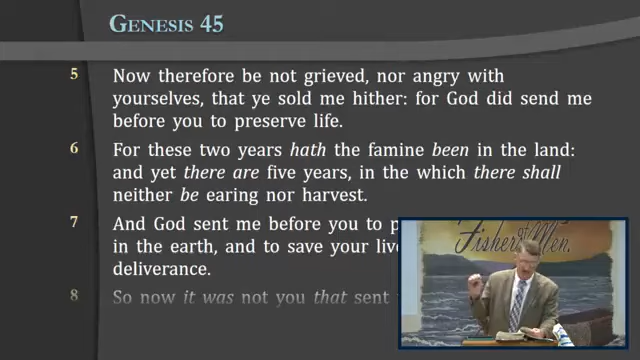 GENESIS 45
5 Now therefore be not grieved, nor angry with
yourselves, that ye sold me hither: for God did send me
before you to preserve life.
6 For these two years hath the famine been in the land:
and yet there are five years, in the which there shall
neither be earing nor harvest.
7 And God sent me before you to
in the earth, and to save your
deliverance.
8 So now it was not you that sent
of
Fishers Men.